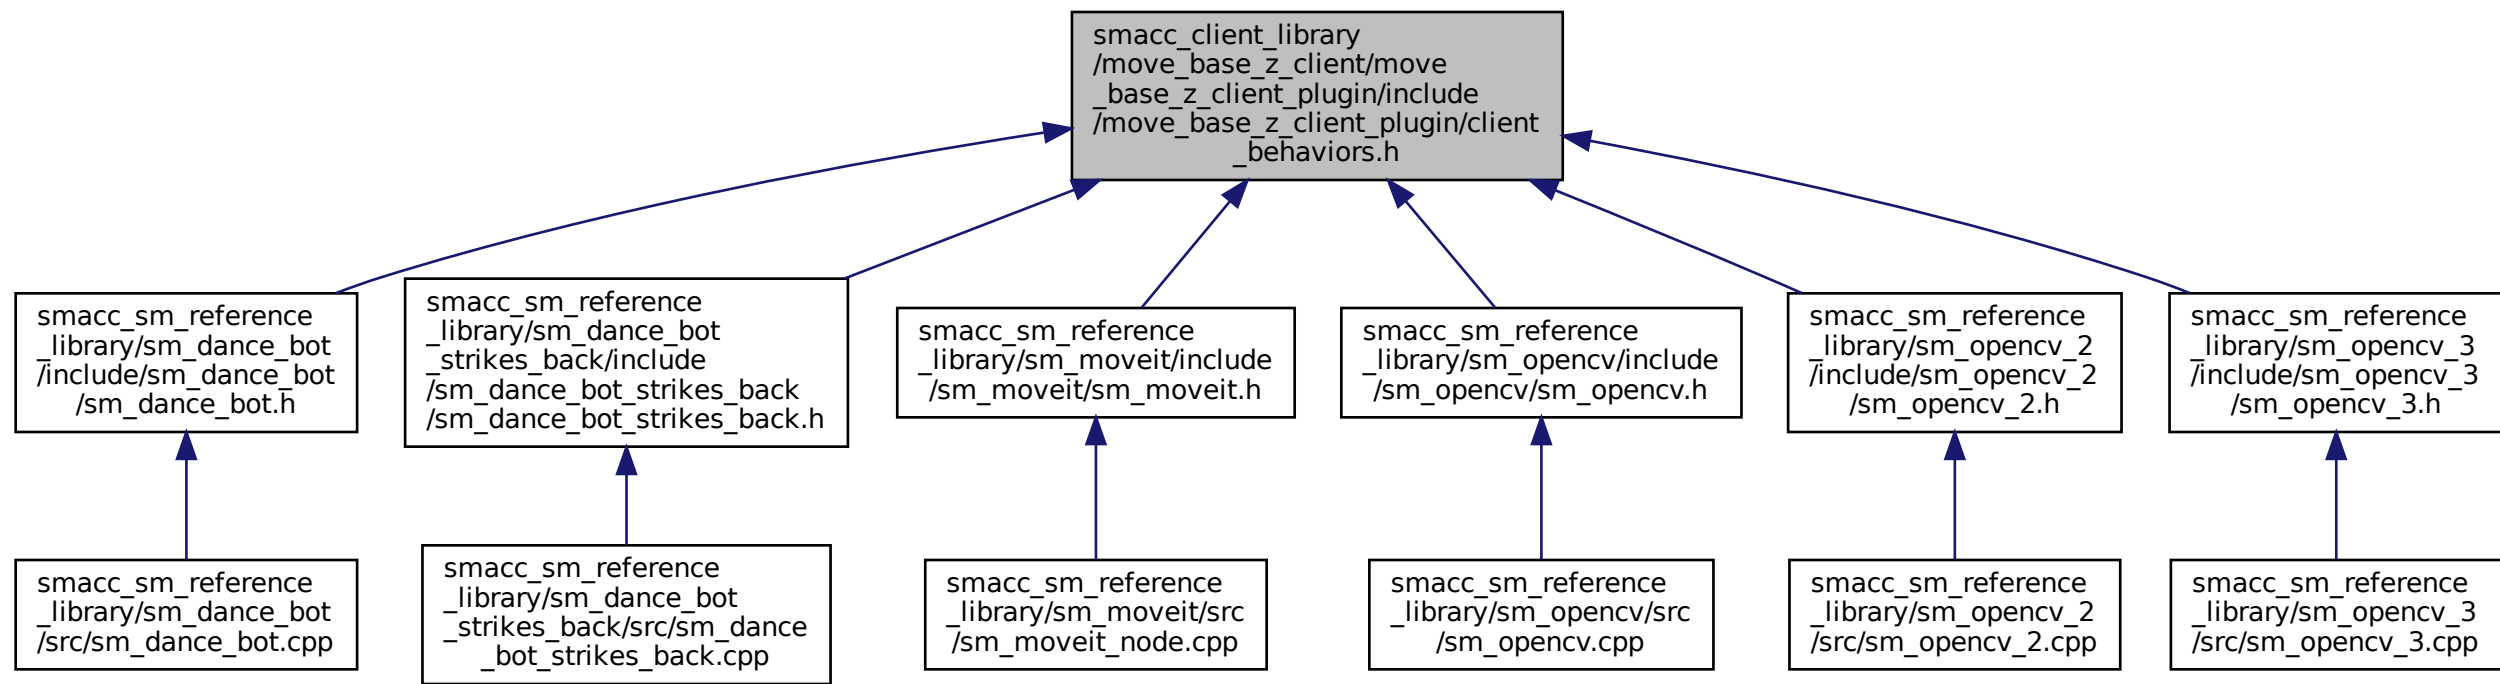 smacc_client_library
/move_base_z_client/move
_base_z_client_plugin/include
/move_base_z_client_plugin/client
_behaviors.h
smacc_sm_reference
_library/sm_dance_bot
/include/sm_dance_bot
/sm_dance_bot.h
smacc_sm_reference
_library/sm_dance_bot
_strikes_back/include
/sm_dance_bot_strikes_back
/sm_dance_bot_strikes_back.h
smacc_sm_reference
_library/sm_moveit/include
/sm_moveit/sm_moveit.h
smacc_sm_reference
_library/sm_opencv/include
/sm_opencv/sm_opencv.h
smacc_sm_reference
_library/sm_opencv_2
/include/sm_opencv_2
/sm_opencv_2.h
smacc_sm_reference
_library/sm_opencv_3
/include/sm_opencv_3
/sm_opencv_3.h
smacc_sm_reference
_library/sm_dance_bot
/src/sm_dance_bot.cpp
smacc_sm_reference
_library/sm_dance_bot
_strikes_back/src/sm_dance
_bot_strikes_back.cpp
smacc_sm_reference
_library/sm_moveit/src
/sm_moveit_node.cpp
smacc_sm_reference
_library/sm_opencv/src
/sm_opencv.cpp
smacc_sm_reference
_library/sm_opencv_2
/src/sm_opencv_2.cpp
smacc_sm_reference
_library/sm_opencv_3
/src/sm_opencv_3.cpp